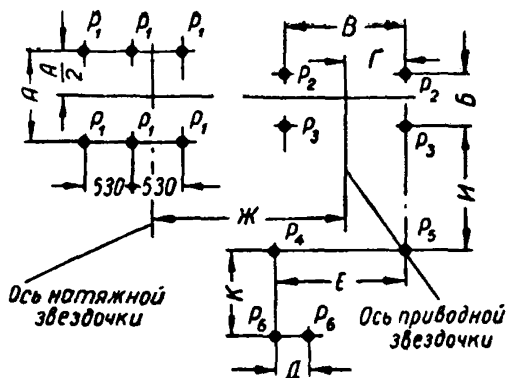 P₁ P₁ P₁
A
A/2
P₁ P₁ P₁
530 530
В
Г
P₂ P₂
Б
P₃ P₃
И
Ж
P₄ P₅
К
Е
P₆ P₆
Д
Ось натяжной
звездочки
Ось приводной
звездочки